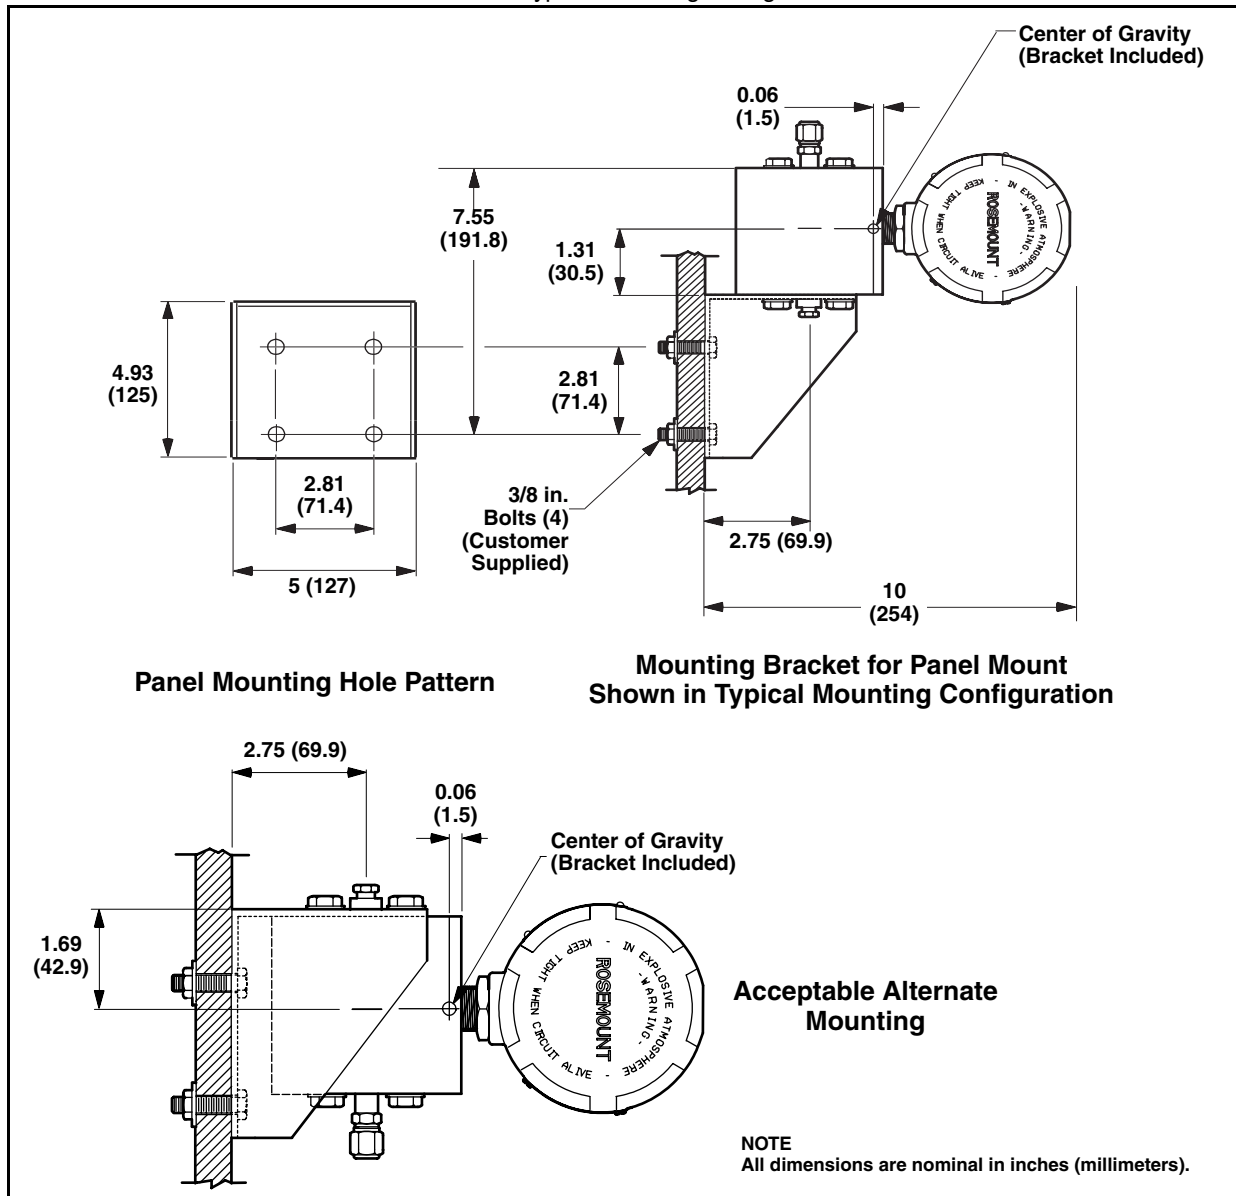 Center of Gravity
(Bracket Included)
0.06
(1.5)
7.55
(191.8)
1.31
(30.5)
KEEP TIGHT WHEN CIRCUIT ALIVE - IN EXPLOSIVE ATMOSPHERE -
-WARNING-
ROSEMOUNT
4.93
(125)
2.81
(71.4)
2.81
(71.4)
5 (127)
3/8 in.
Bolts (4)
(Customer
Supplied)
2.75 (69.9)
10
(254)
Panel Mounting Hole Pattern
Mounting Bracket for Panel Mount
Shown in Typical Mounting Configuration
2.75 (69.9)
0.06
(1.5)
Center of Gravity
(Bracket Included)
1.69
(42.9)
KEEP TIGHT WHEN CIRCUIT ALIVE - IN EXPLOSIVE ATMOSPHERE -
-WARNING-
ROSEMOUNT
Acceptable Alternate
Mounting
NOTE
All dimensions are nominal in inches (millimeters).